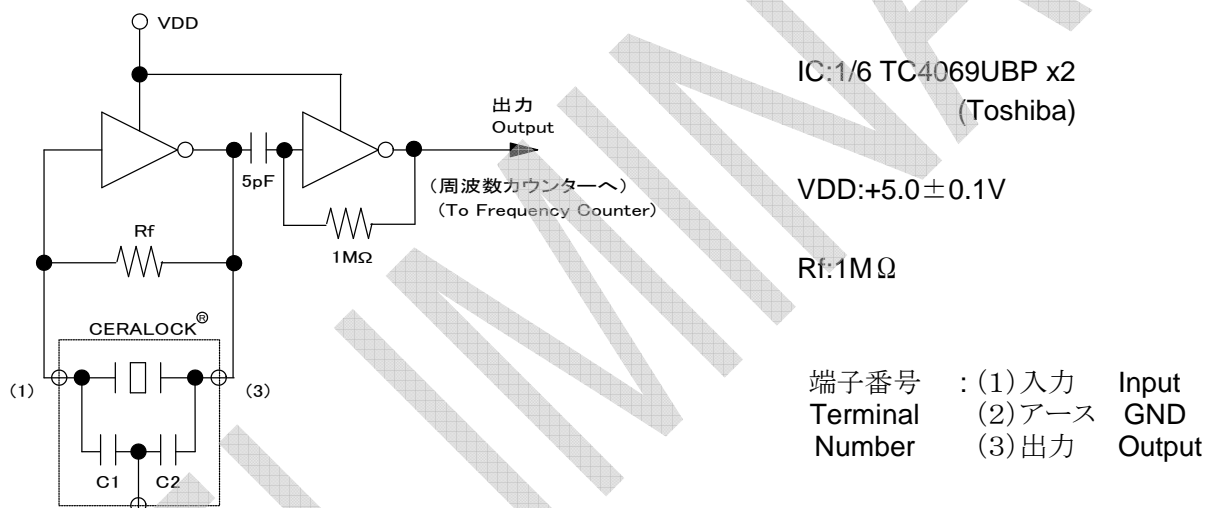 VDD
IC:1/6 TC4069UBP x2
(Toshiba)
出力
Output
5pF
(周波数カウンターへ)
(To Frequency Counter)
VDD:+5.0±0.1V
Rf
1MΩ
Rf:1MΩ
CERALOCK®
(1)
(3)
C1
C2
端子番号 :(1)入力 Input
Terminal (2)アース GND
Number (3)出力 Output